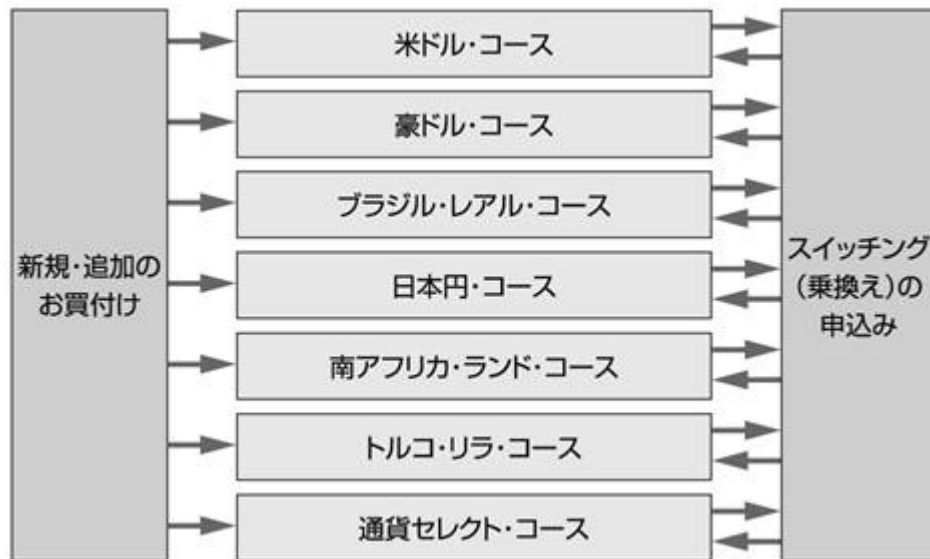 新規・追加の
お買付け
米ドル・コース
豪ドル・コース
ブラジル・レアル・コース
日本円・コース
南アフリカ・ランド・コース
トルコ・リラ・コース
通貨セレクト・コース
スイッチング
(乗換え)の
申込み